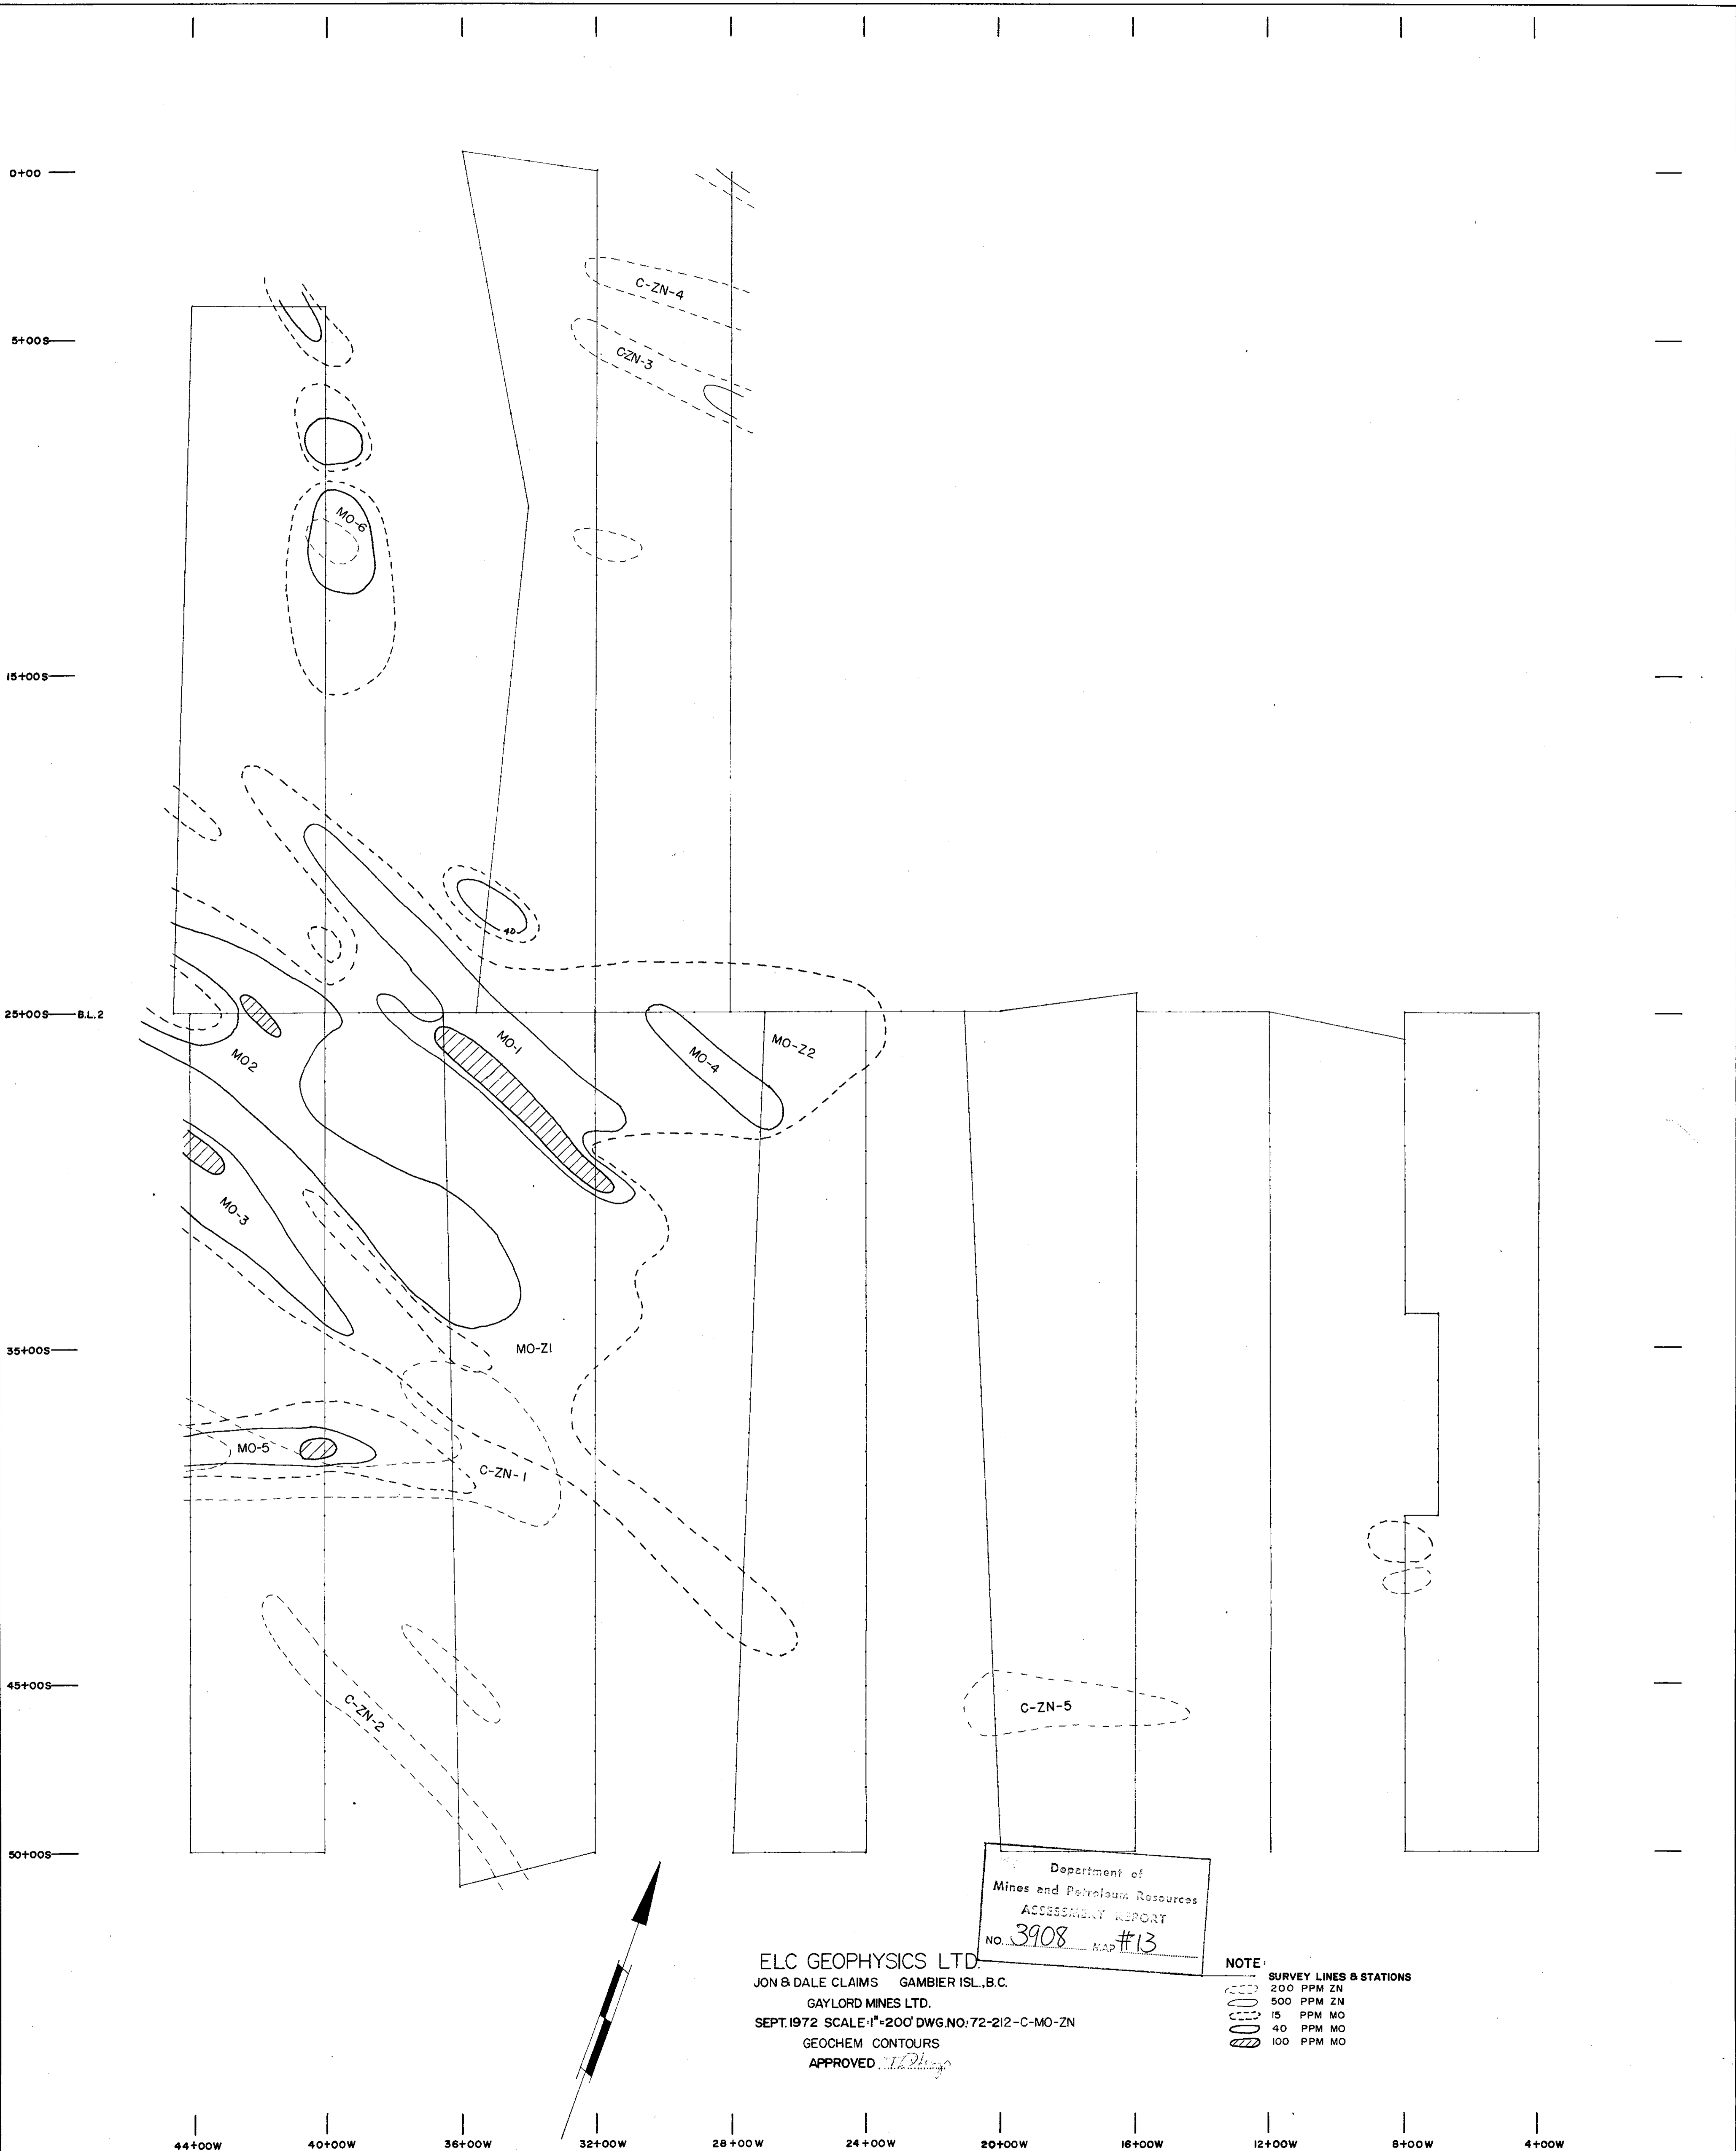 0+00
C-ZN-4
5+00S
C-ZN-3
MO-6
15+00S
40
25+00S
B.L.2
MO-1
MO-Z2
MO2
MO-4
MO-3
35+00S
MO-Z1
MO-5
C-ZN-1
45+00S
C-ZN-2
C-ZN-5
50+00S
Department of
Mines and Petroleum Resources
ASSESSMENT REPORT
NO. 3908 MAP #13
ELC GEOPHYSICS LTD.
JON & DALE CLAIMS GAMBIER ISL., B.C.
GAYLORD MINES LTD.
SEPT. 1972 SCALE: 1"=200' DWG. NO: 72-212-C-MO-ZN
GEOCHEM CONTOURS
APPROVED
NOTE:
SURVEY LINES & STATIONS
200 PPM ZN
500 PPM ZN
15 PPM MO
40 PPM MO
100 PPM MO
44+00W 40+00W 36+00W 32+00W 28+00W 24+00W 20+00W 16+00W 12+00W 8+00W 4+00W